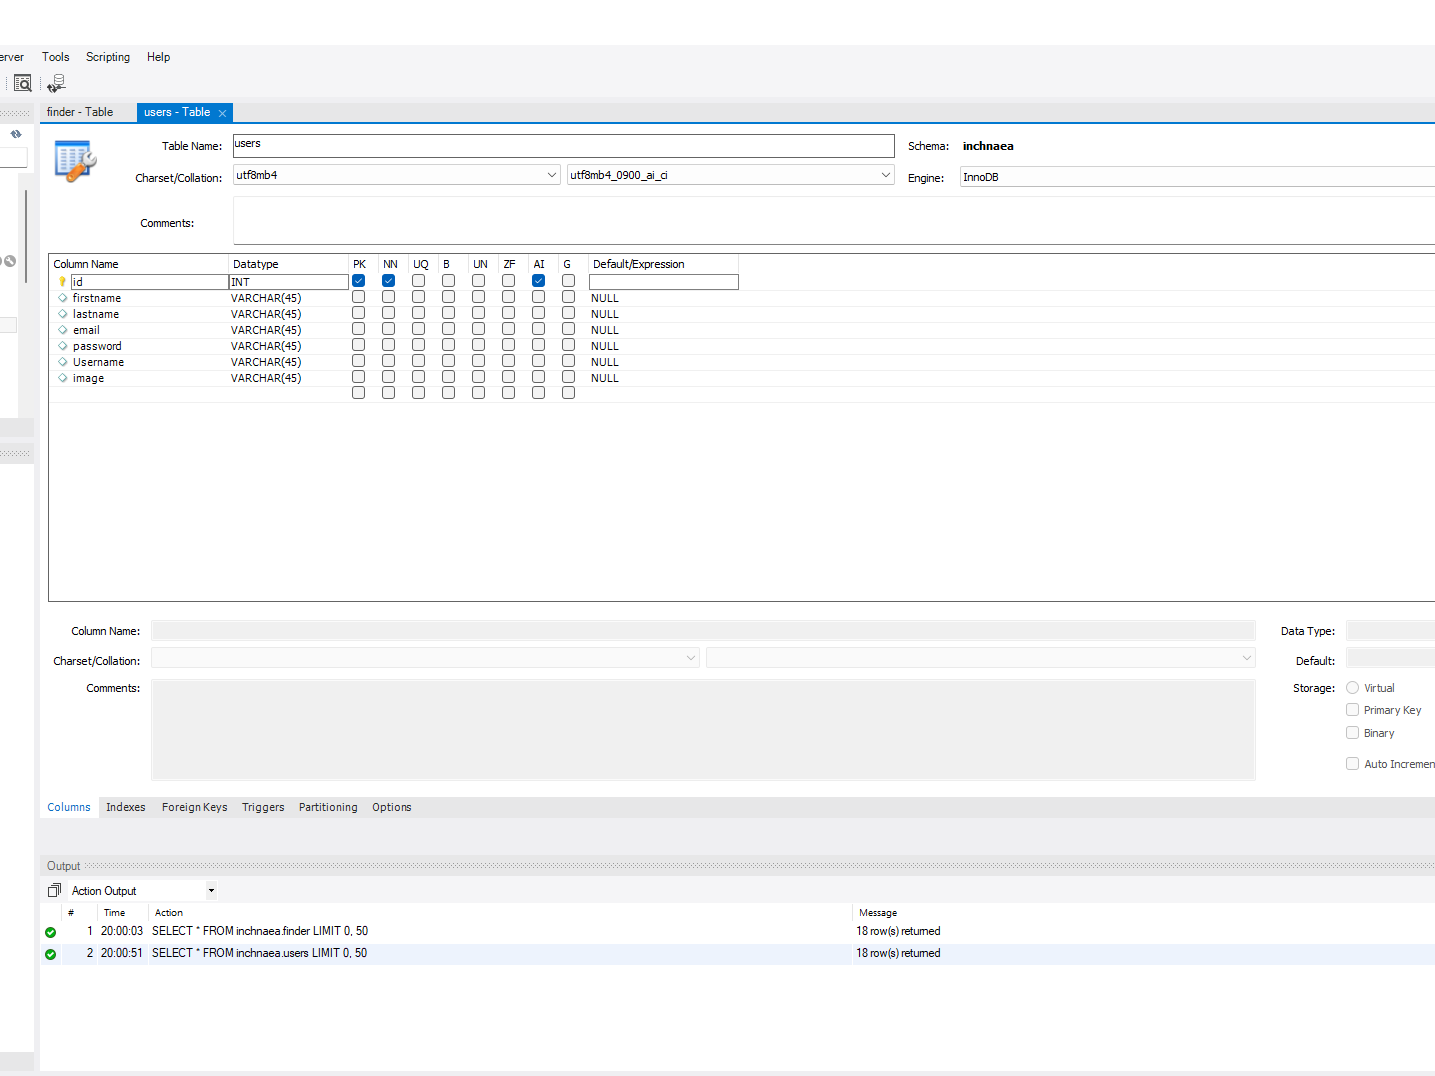 erver Tools Scripting Help
finder - Table users - Table
Table Name: users Schema: inchnaea
Charset/Collation: utf8mb4 utf8mb4_0900_ai_ci Engine: InnoDB
Comments:
Column Name Datatype PK NN UQ B UN ZF AI G Default/Expression
id INT
firstname VARCHAR(45) NULL
lastname VARCHAR(45) NULL
email VARCHAR(45) NULL
password VARCHAR(45) NULL
Username VARCHAR(45) NULL
image VARCHAR(45) NULL
Column Name: Data Type:
Charset/Collation: Default:
Comments: Storage: Virtual
Primary Key
Binary
Auto Incremen
Columns Indexes Foreign Keys Triggers Partitioning Options
Output
Action Output
# Time Action Message
1 20:00:03 SELECT * FROM inchnaea.finder LIMIT 0, 50 18 row(s) returned
2 20:00:51 SELECT * FROM inchnaea.users LIMIT 0, 50 18 row(s) returned